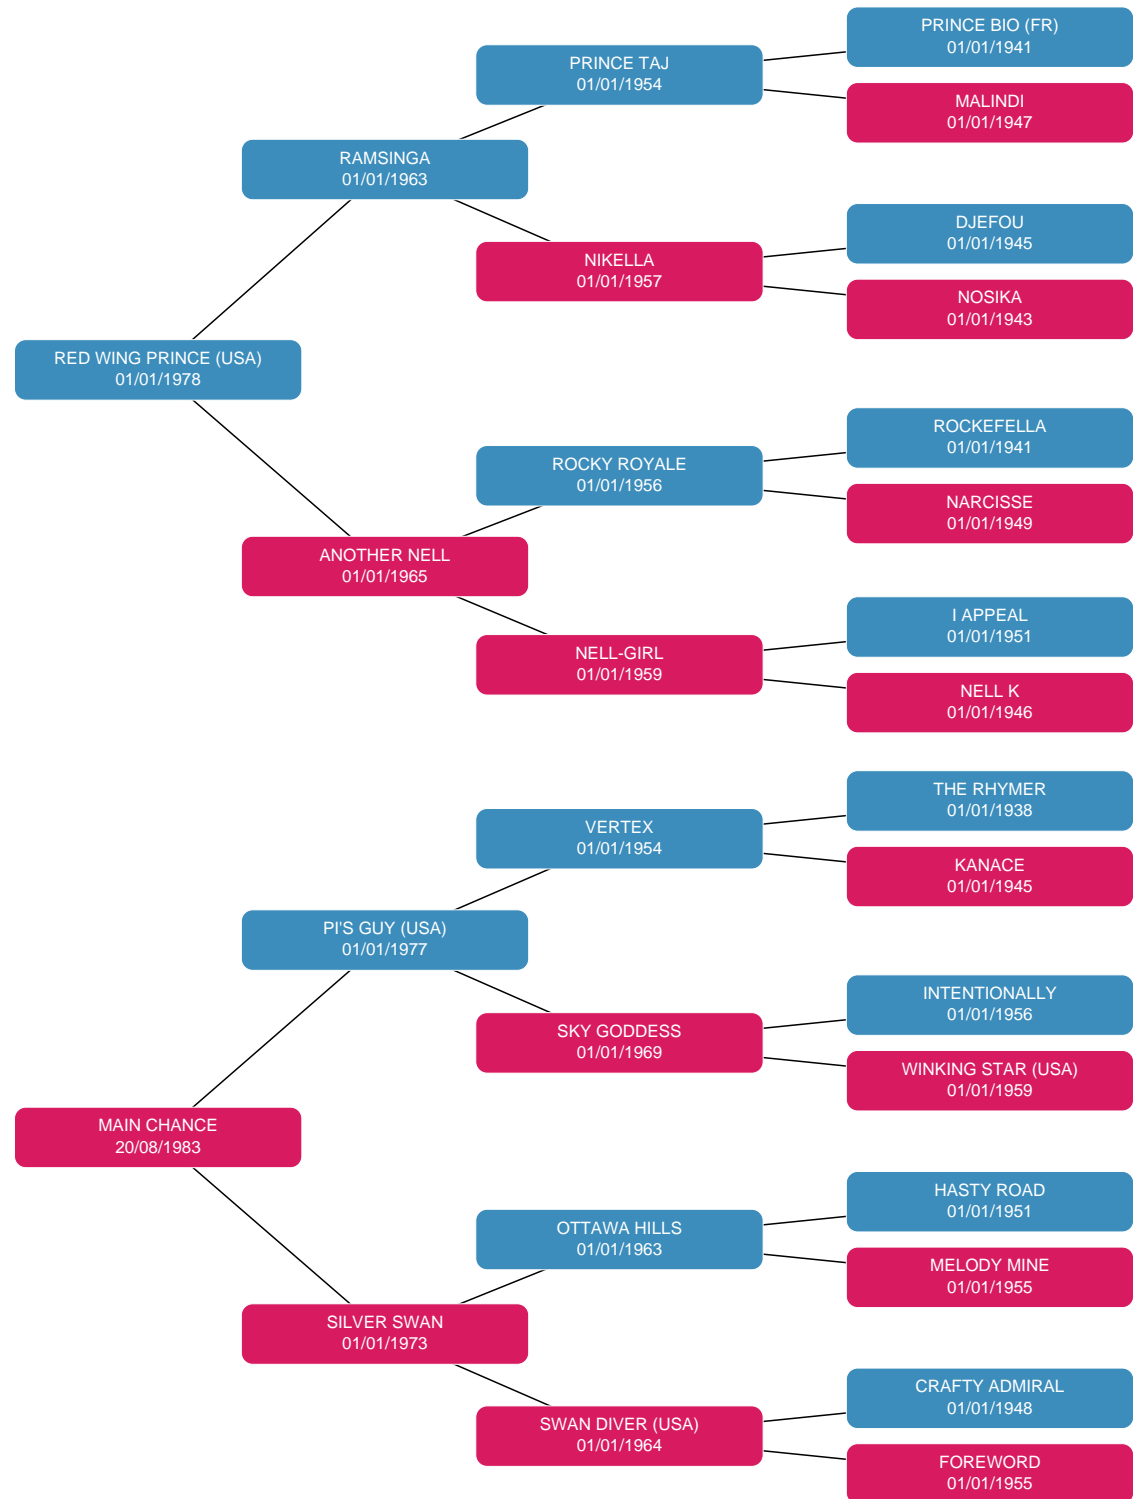 PRINCE BIO (FR)
01/01/1941
PRINCE TAJ
01/01/1954
MALINDI
01/01/1947
RAMSINGA
01/01/1963
DJEFOU
01/01/1945
NIKELLA
01/01/1957
NOSIKA
01/01/1943
RED WING PRINCE (USA)
01/01/1978
ROCKEFELLA
01/01/1941
ROCKY ROYALE
01/01/1956
NARCISSE
01/01/1949
ANOTHER NELL
01/01/1965
I APPEAL
01/01/1951
NELL-GIRL
01/01/1959
NELL K
01/01/1946
THE RHYMER
01/01/1938
VERTEX
01/01/1954
KANACE
01/01/1945
PI'S GUY (USA)
01/01/1977
INTENTIONALLY
01/01/1956
SKY GODDESS
01/01/1969
WINKING STAR (USA)
01/01/1959
MAIN CHANCE
20/08/1983
HASTY ROAD
01/01/1951
OTTAWA HILLS
01/01/1963
MELODY MINE
01/01/1955
SILVER SWAN
01/01/1973
CRAFTY ADMIRAL
01/01/1948
SWAN DIVER (USA)
01/01/1964
FOREWORD
01/01/1955